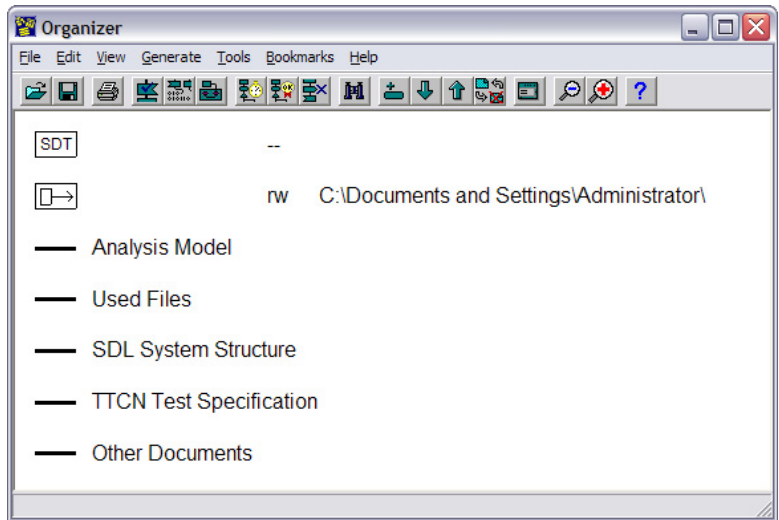 Organizer
File Edit View Generate Tools Bookmarks Help
SDT --
rw C:\Documents and Settings\Administrator\
Analysis Model
Used Files
SDL System Structure
TTCN Test Specification
Other Documents